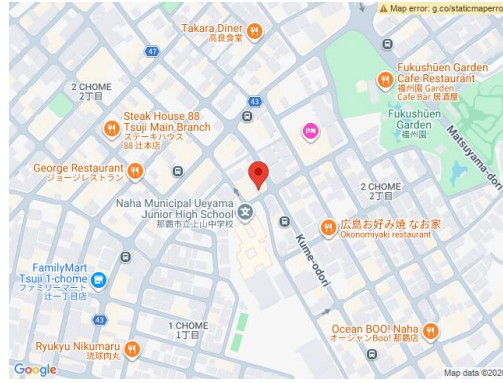 Map error: g.co/staticmaperro
Takara Diner
高良食堂
47
2 CHOME
2丁目
43
Fukushūen Garden
Cafe Restaurant
福州園 Garden
Cafe Bar 居酒屋
Fukushūen
Garden
福州園
Matsuyama-dori
Steak House 88
Tsuji Main Branch
ステーキハウス
88 辻本店
George Restaurant
ジョージレストラン
Naha Municipal Ueyama
Junior High School
那覇市立上山中学校
2 CHOME
2丁目
広島お好み焼 なお家
Okonomiyaki restaurant
Kume-odori
FamilyMart
Tsuji 1-chome
ファミリーマート
辻一丁目店
43
1 CHOME
1丁目
Ryukyu Nikumaru
琉球肉丸
Ocean BOO! Naha
オーシャンBoo! 那覇店
Google
Map data ©202